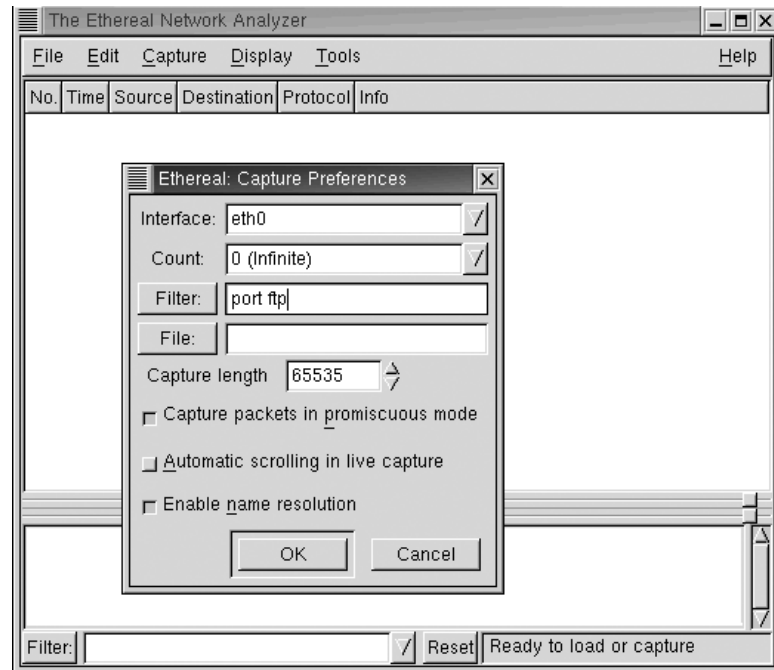 The Ethereal Network Analyzer
File Edit Capture Display Tools Help
No. Time Source Destination Protocol Info
Ethereal: Capture Preferences
Interface: eth0
Count: 0 (Infinite)
Filter: port ftp
File:
Capture length 65535
Capture packets in promiscuous mode
Automatic scrolling in live capture
Enable name resolution
OK Cancel
Filter: Reset Ready to load or capture